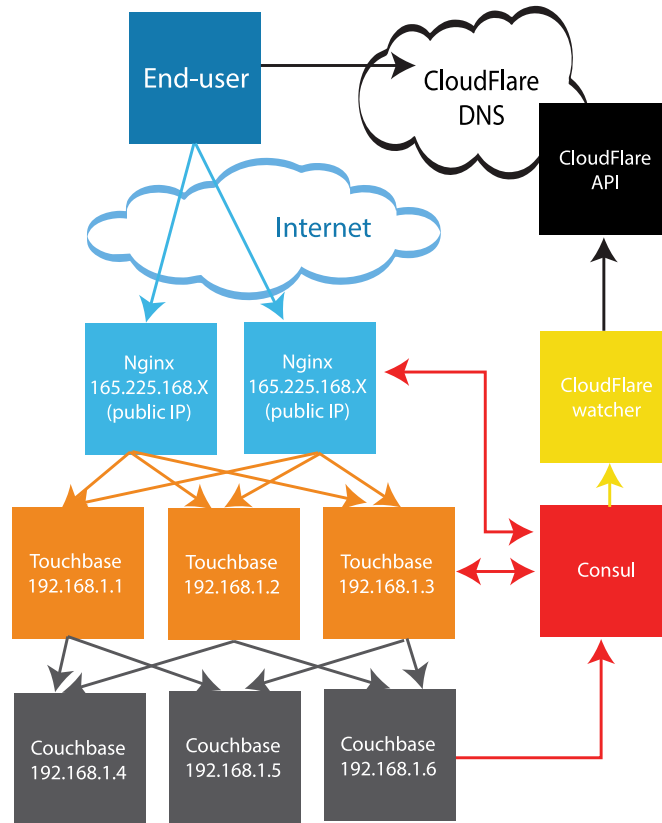 End-user
CloudFlare
DNS
CloudFlare
API
Internet
Nginx
165.225.168.X
(public IP)
Nginx
165.225.168.X
(public IP)
CloudFlare
watcher
Touchbase
192.168.1.1
Touchbase
192.168.1.2
Touchbase
192.168.1.3
Consul
Couchbase
192.168.1.4
Couchbase
192.168.1.5
Couchbase
192.168.1.6